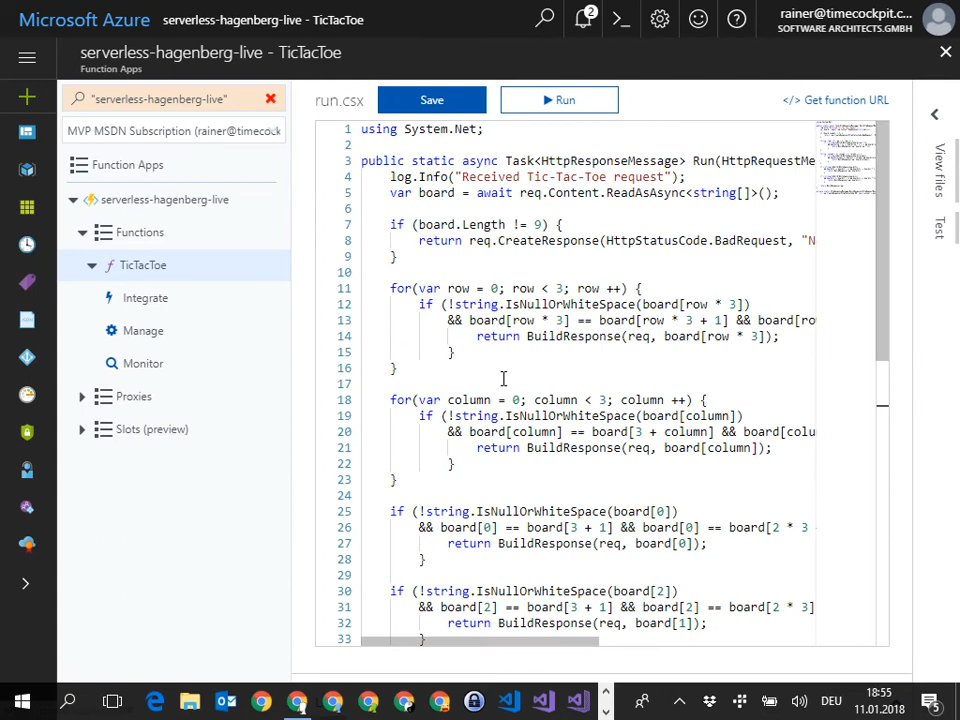 Microsoft Azure serverless-hagenberg-live - TicTacToe
2
rainer@timecockpit.c...
SOFTWARE ARCHITECTS.GMBH
serverless-hagenberg-live - TicTacToe
Function Apps
"serverless-hagenberg-live"
MVP MSDN Subscription (rainer@timecock
Function Apps
serverless-hagenberg-live
Functions
TicTacToe
Integrate
Manage
Monitor
Proxies
Slots (preview)
run.csx Save Run </> Get function URL
1 using System.Net;
2
3 public static async Task<HttpResponseMessage> Run(HttpRequestMe
4 log.Info("Received Tic-Tac-Toe request");
5 var board = await req.Content.ReadAsAsync<string[]>();
6
7 if (board.Length != 9) {
8 return req.CreateResponse(HttpStatusCode.BadRequest, "N
9 }
10
11 for(var row = 0; row < 3; row ++) {
12 if (!string.IsNullOrWhiteSpace(board[row * 3])
13 && board[row * 3] == board[row * 3 + 1] && board[row
14 return BuildResponse(req, board[row * 3]);
15 }
16 }
17
18 for(var column = 0; column < 3; column ++) {
19 if (!string.IsNullOrWhiteSpace(board[column])
20 && board[column] == board[3 + column] && board[colu
21 return BuildResponse(req, board[column]);
22 }
23 }
24
25 if (!string.IsNullOrWhiteSpace(board[0])
26 && board[0] == board[3 + 1] && board[0] == board[2 * 3
27 return BuildResponse(req, board[0]);
28 }
29
30 if (!string.IsNullOrWhiteSpace(board[2])
31 && board[2] == board[3 + 1] && board[2] == board[2 * 3]
32 return BuildResponse(req, board[1]);
33 }
View files
Test
DEU
18:55
11.01.2018
5